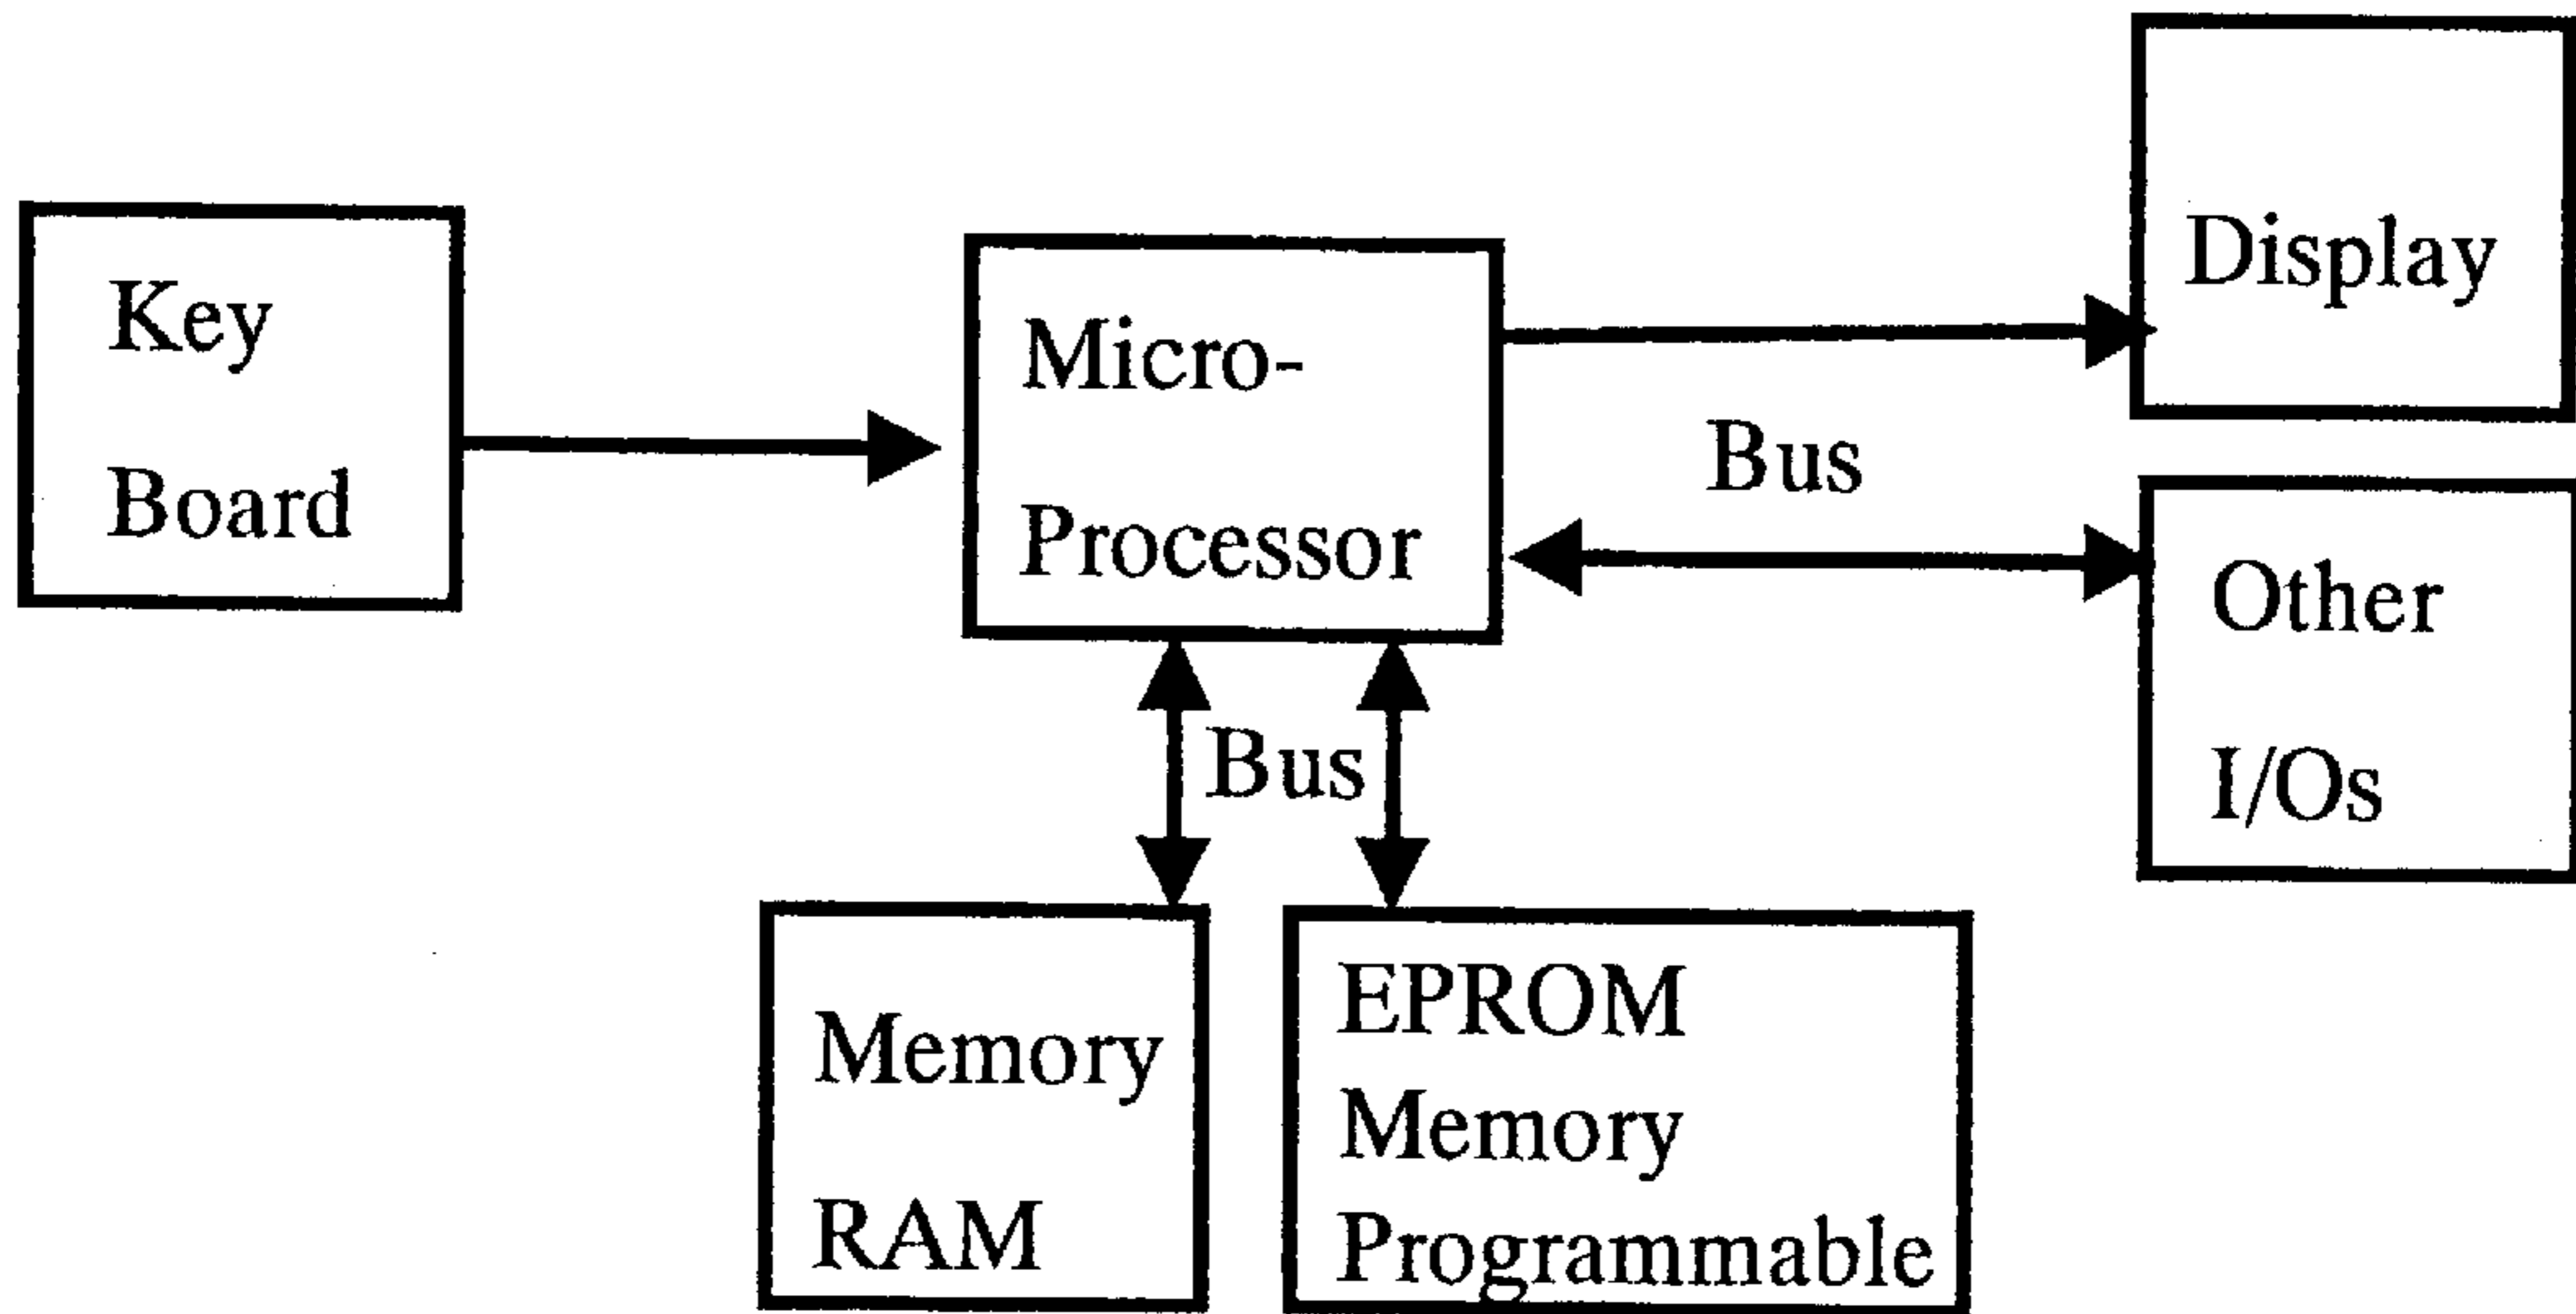 Key
Board
Micro-
Processor
Display
Bus
Other
I/Os
Bus
Memory
RAM
EPROM
Memory
Programmable